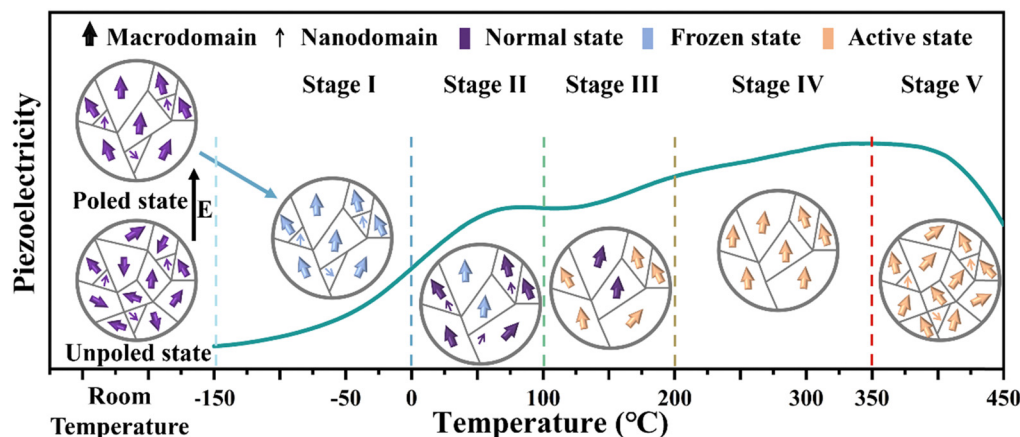 Macrodomain Nanodomain Normal state Frozen state Active state
Stage I Stage II Stage III Stage IV Stage V
Piezoelectricity
Poled state
E
Unpoled state
Room Temperature
-150 -50 0 100 200 300 350 450
Temperature (°C)